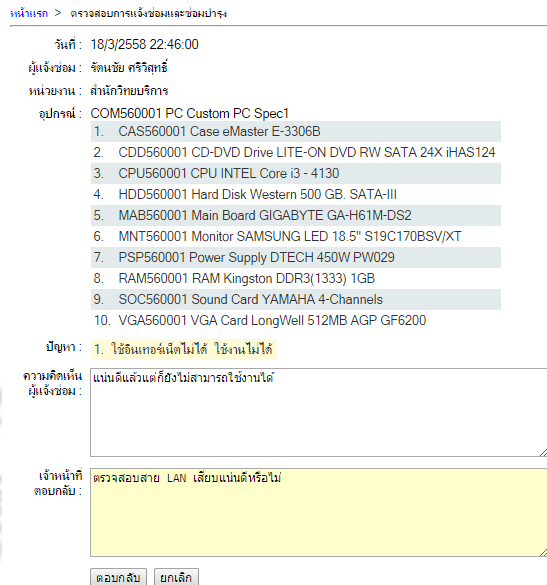 หน้าแรก > ตรวจสอบการแจ้งซ่อมและซ่อมบำรุง
วันที่ : 18/3/2558 22:46:00
ผู้แจ้งซ่อม : รัตนชัย ศรีวิสุทธิ์
หน่วยงาน : สำนักวิทยบริการ
อุปกรณ์ : COM560001 PC Custom PC Spec1
1. CAS560001 Case eMaster E-3306B
2. CDD560001 CD-DVD Drive LITE-ON DVD RW SATA 24X iHAS124
3. CPU560001 CPU INTEL Core i3 - 4130
4. HDD560001 Hard Disk Western 500 GB. SATA-III
5. MAB560001 Main Board GIGABYTE GA-H61M-DS2
6. MNT560001 Monitor SAMSUNG LED 18.5" S19C170BSV/XT
7. PSP560001 Power Supply DTECH 450W PW029
8. RAM560001 RAM Kingston DDR3(1333) 1GB
9. SOC560001 Sound Card YAMAHA 4-Channels
10. VGA560001 VGA Card LongWell 512MB AGP GF6200
ปัญหา : 1. ใช้อินเทอร์เน็ตไม่ได้ ใช้งานไม่ได้
ความคิดเห็น
ผู้แจ้งซ่อม :
แน่นดีแล้วแต่ก็ยังไม่สามารถใช้งานได้
เจ้าหน้าที่
ตอบกลับ :
ตรวจสอบสาย LAN เสียบแน่นดีหรือไม่
ตอบกลับ ยกเลิก